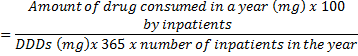 Amount of drug consumed in a year (mg) x 100
by inpatients
=
DDDs (mg)x 365 x number of inpatients in the year